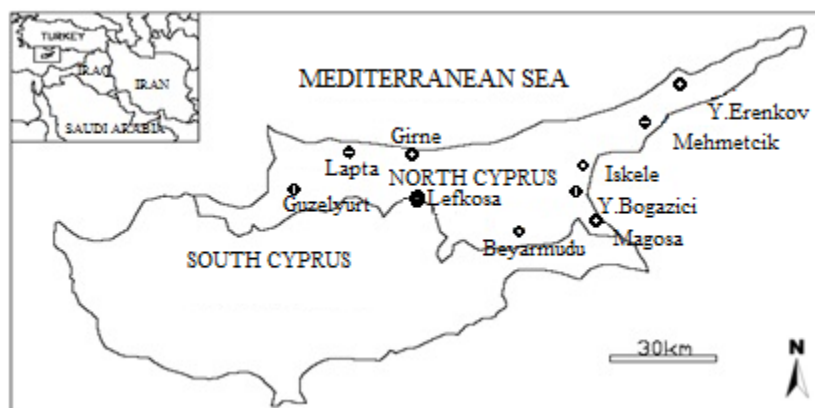 TURKEY
IRAQ
IRAN
SAUDI ARABIA
MEDITERRANEAN SEA
Y.Erenkov
Mehmetcik
Girne
Lapta
NORTH CYPRUS
Iskele
Guzelyurt
Lefkosa
Y.Bogazici
Magosa
Beyarmudu
SOUTH CYPRUS
30km
N